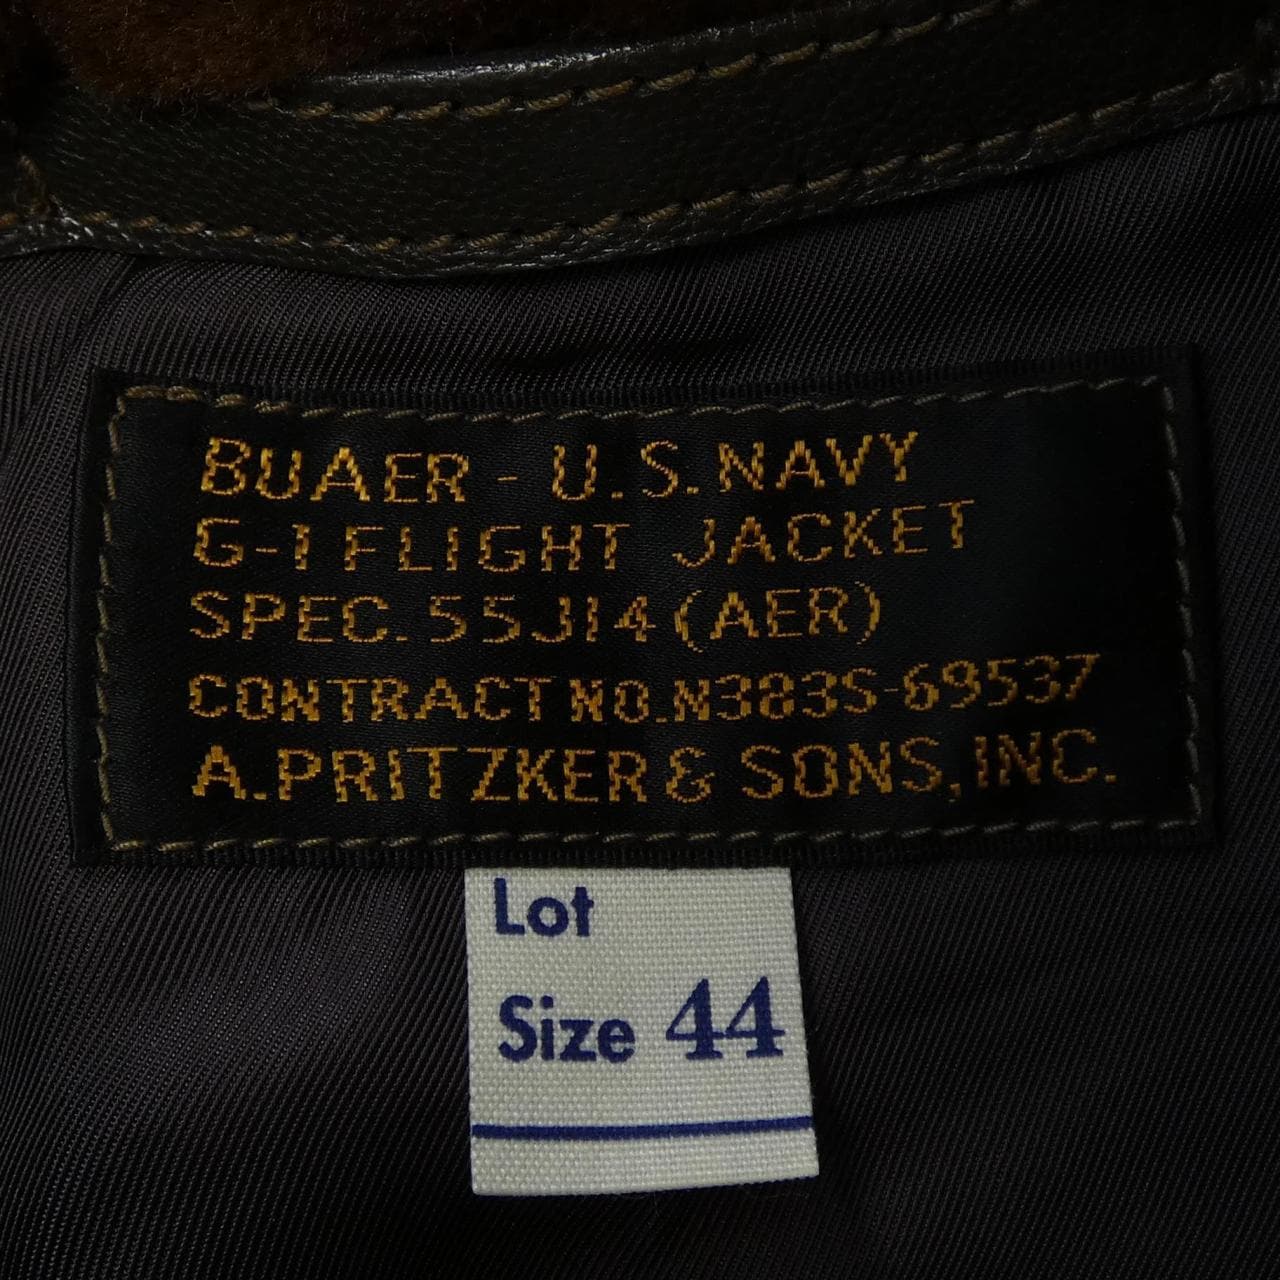 BUAER - U.S. NAVY
G-1 FLIGHT JACKET
SPEC. 55J14 (AER)
CONTRACT NO. N383S-69537
A. PRITZKER & SONS, INC.
Lot
Size 44